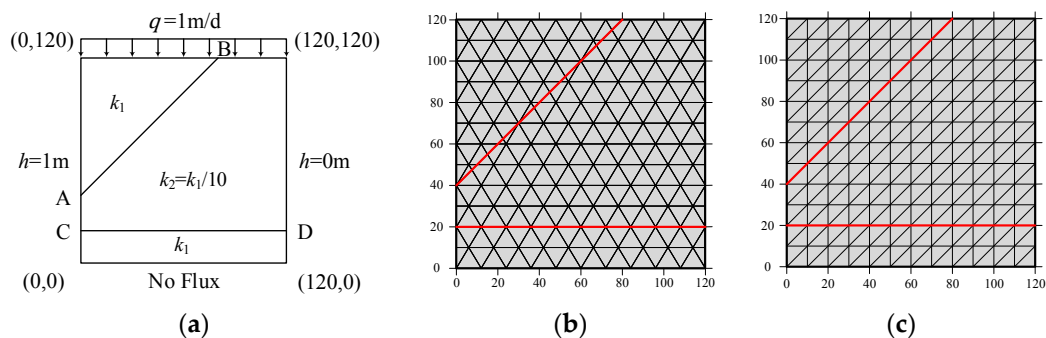 q=1m/d
(0,120)
(120,120)
B
k₁
h=1m
h=0m
k₂=k₁/10
A
C
D
k₁
(0,0)
No Flux
(120,0)
(a)
120
100
80
60
40
20
0
0 20 40 60 80 100 120
(b)
120
100
80
60
40
20
0
0 20 40 60 80 100 120
(c)